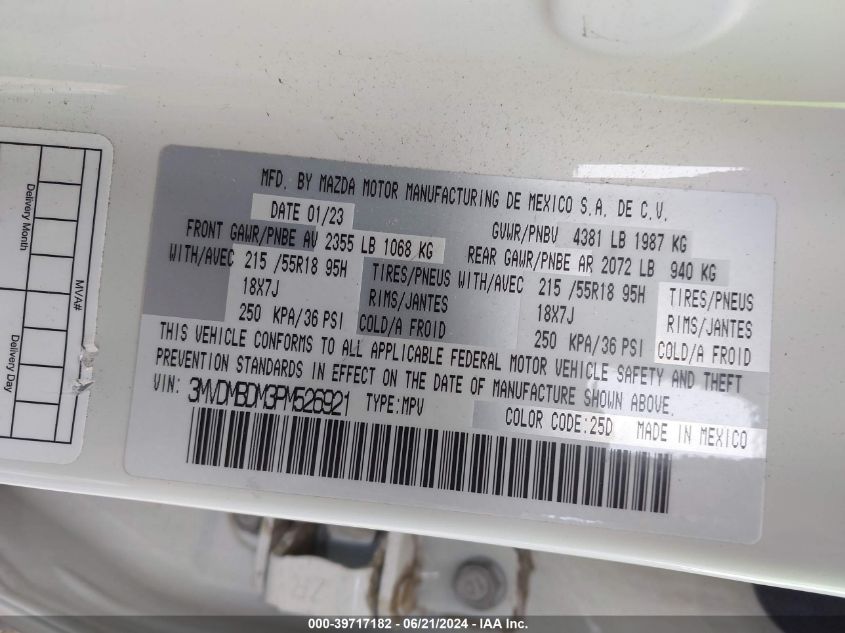 MFD. BY MAZDA MOTOR MANUFACTURING DE MEXICO S.A. DE C.V.
DATE 01/23
GVWR/PNBV 4381 LB 1987 KG
FRONT GAWR/PNBE AV 2355 LB 1068 KG
REAR GAWR/PNBE AR 2072 LB 940 KG
WITH/AVEC 215 /55R18 95H TIRES/PNEUS WITH/AVEC 215 /55R18 95H TIRES/PNEUS
18X7J RIMS/JANTES 18X7J RIMS/JANTES
250 KPA/36 PSI COLD/A FROID 250 KPA/36 PSI COLD/A FROID
THIS VEHICLE CONFORMS TO ALL APPLICABLE FEDERAL MOTOR VEHICLE SAFETY AND THEFT
PREVENTION STANDARDS IN EFFECT ON THE DATE OF MANUFACTURE SHOWN ABOVE.
VIN: 3MVDMBDM3PM526921 TYPE:MPV
COLOR CODE:25D MADE IN MEXICO
Delivery Month
MVA#
Delivery Day
000-39717182 - 06/21/2024 - IAA, Inc.